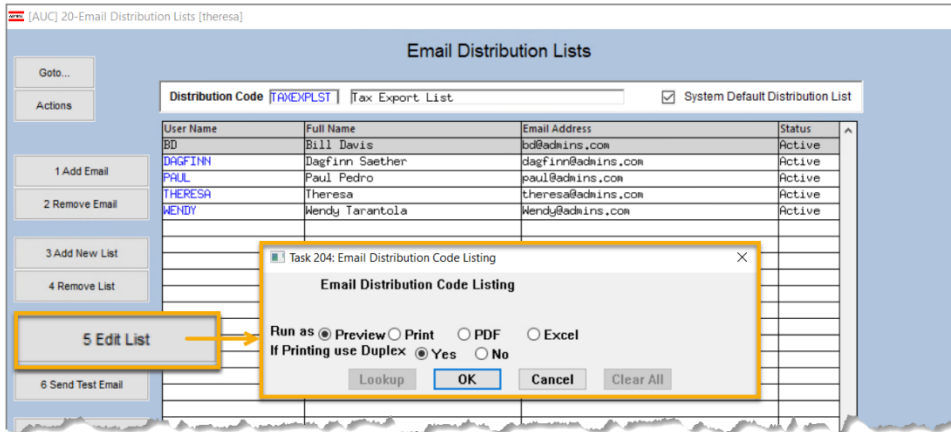 [AUC] 20-Email Distribution Lists [theresa]
Email Distribution Lists
Goto...
Actions
Distribution Code TAXEXPLST Tax Export List System Default Distribution List
User Name Full Name Email Address Status
BD Bill Davis bd@admins.com Active
DAGFINN Dagfinn Saether dagfinn@admins.com Active
PAUL Paul Pedro paul@admins.com Active
THERESA Theresa theresa@admins.com Active
WENDY Wendy Tarantola Wendy@admins.com Active
1 Add Email
2 Remove Email
3 Add New List
4 Remove List
5 Edit List
6 Send Test Email
Task 204: Email Distribution Code Listing
Email Distribution Code Listing
Run as Preview Print PDF Excel
If Printing use Duplex Yes No
Lookup OK Cancel Clear All